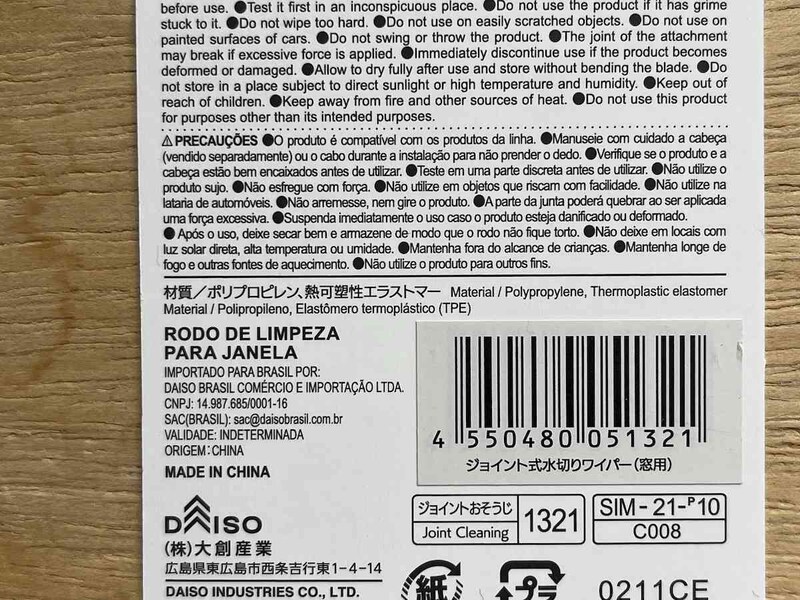 before use. ●Test it first in an inconspicuous place. ●Do not use the product if it has grime
stuck to it. ●Do not wipe too hard. ●Do not use on easily scratched objects. ●Do not use on
painted surfaces of cars. ●Do not swing or throw the product. ●The joint of the attachment
may break if excessive force is applied. ●Immediately discontinue use if the product becomes
deformed or damaged. ●Allow to dry fully after use and store without bending the blade. ●Do
not store in a place subject to direct sunlight or high temperature and humidity. ●Keep out of
reach of children. ●Keep away from fire and other sources of heat. ●Do not use this product
for purposes other than its intended purposes.
⚠PRECAUÇÕES ●O produto é compatível com os produtos da linha. ●Manuseie com cuidado a cabeça
(vendido separadamente) ou o cabo durante a instalação para não prender o dedo. ●Verifique se o produto e a
cabeça estão bem encaixados antes de utilizar. ●Teste em uma parte discreta antes de utilizar. ●Não utilize o
produto sujo. ●Não esfregue com força. ●Não utilize em objetos que riscam com facilidade. ●Não utilize na
lataria de automóveis. ●Não arremesse, nem gire o produto. ●A parte da junta poderá quebrar ao ser aplicada
uma força excessiva. ●Suspenda imediatamente o uso caso o produto esteja danificado ou deformado.
● Após o uso, deixe secar bem e armazene de modo que o rodo não fique torto. ●Não deixe em locais com
luz solar direta, alta temperatura ou umidade. ●Mantenha fora do alcance de crianças. ●Mantenha longe de
fogo e outras fontes de aquecimento. ●Não utilize o produto para outros fins.
材質／ポリプロピレン、熱可塑性エラストマー Material / Polypropylene, Thermoplastic elastomer
Material / Polipropileno, Elastômero termoplástico (TPE)
RODO DE LIMPEZA
PARA JANELA
IMPORTADO PARA BRASIL POR:
DAISO BRASIL COMÉRCIO E IMPORTAÇÃO LTDA.
CNPJ: 14.987.685/0001-16
SAC(BRASIL): sac@daisobrasil.com.br
VALIDADE: INDETERMINADA
ORIGEM: CHINA
MADE IN CHINA
4 550480 051321
ジョイント式水切りワイパー（窓用）
DAISO
(株)大創産業
広島県東広島市西条吉行東1-4-14
DAISO INDUSTRIES CO., LTD.
ジョイントおそうじ
Joint Cleaning
1321
SIM-21-P10
C008
紙
プラ
0211CE